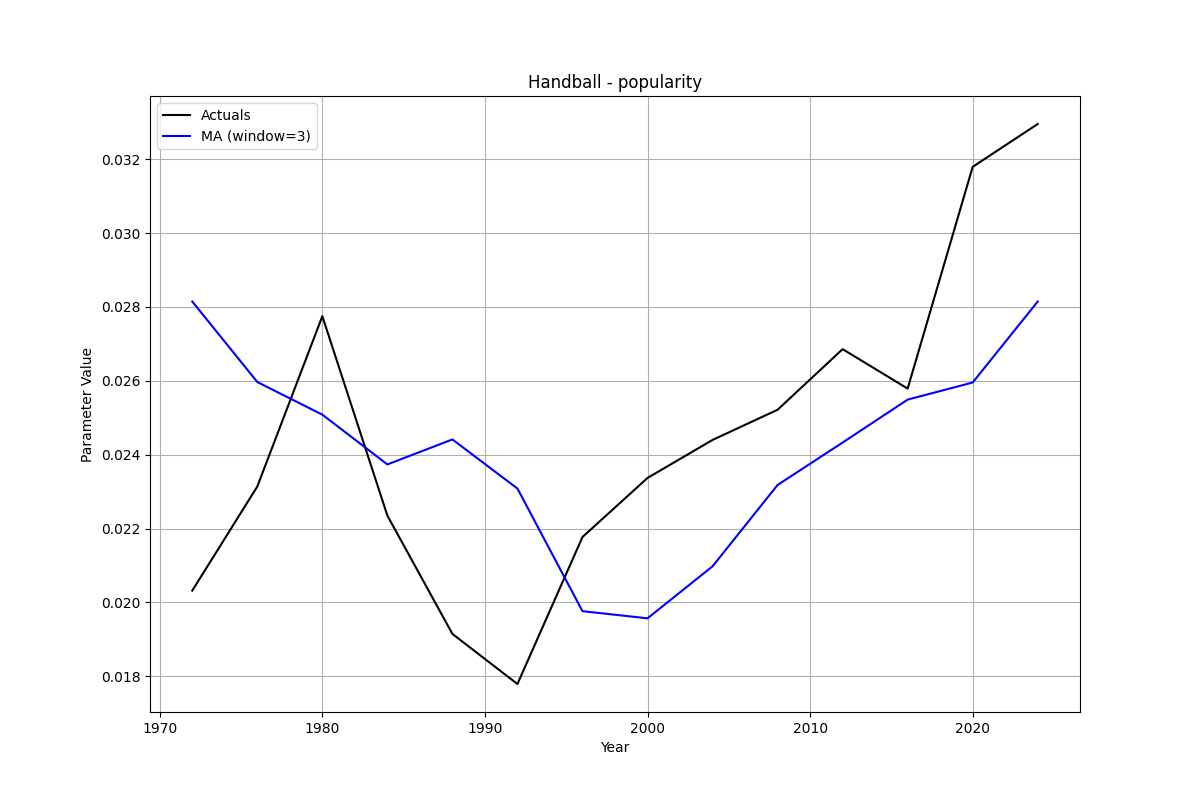 Handball - popularity
Actuals
MA (window=3)
0.032
0.030
0.028
0.026
0.024
0.022
0.020
0.018
Parameter Value
1970 1980 1990 2000 2010 2020
Year